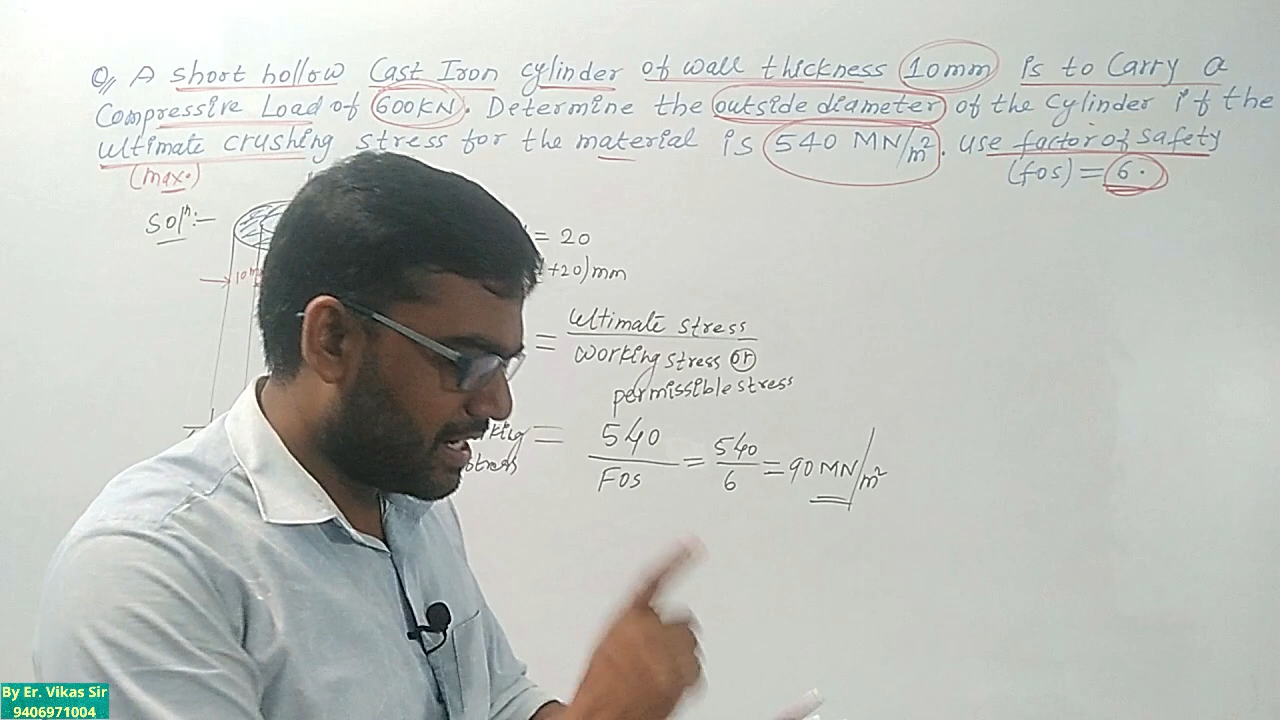 Q// A short hollow Cast Iron cylinder of wall thickness 10mm is to Carry a
Compressive Load of 600KN. Determine the outside diameter of the Cylinder if the
ultimate crushing stress for the material is 540 MN/m². use factor of safety
(max.) (fos) = 6.
Solⁿ:-
= 20
+20)mm
= ultimate stress
working stress or
permissible stress
= 540 / FOS = 540 / 6 = 90 MN/m²
stress
By Er. Vikas Sir
9406971004